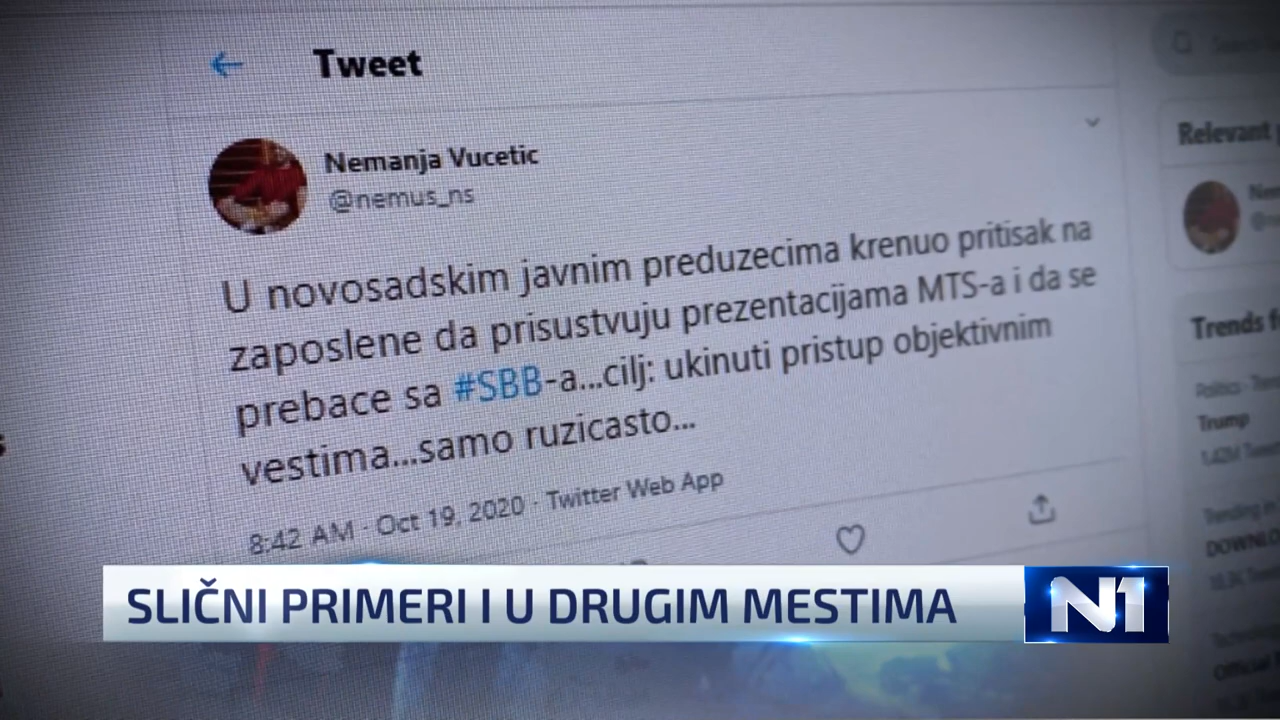 Tweet
Nemanja Vucetic
@nemus_ns
U novosadskim javnim preduzecima krenuo pritisak na
zaposlene da prisustvuju prezentacijama MTS-a i da se
prebace sa #SBB-a...cilj: ukinuti pristup objektivnim
vestima...samo ruzicasto...
8:42 AM · Oct 19, 2020 · Twitter Web App
Relevant
Trends
Trump
SLIČNI PRIMERI I U DRUGIM MESTIMA
N1